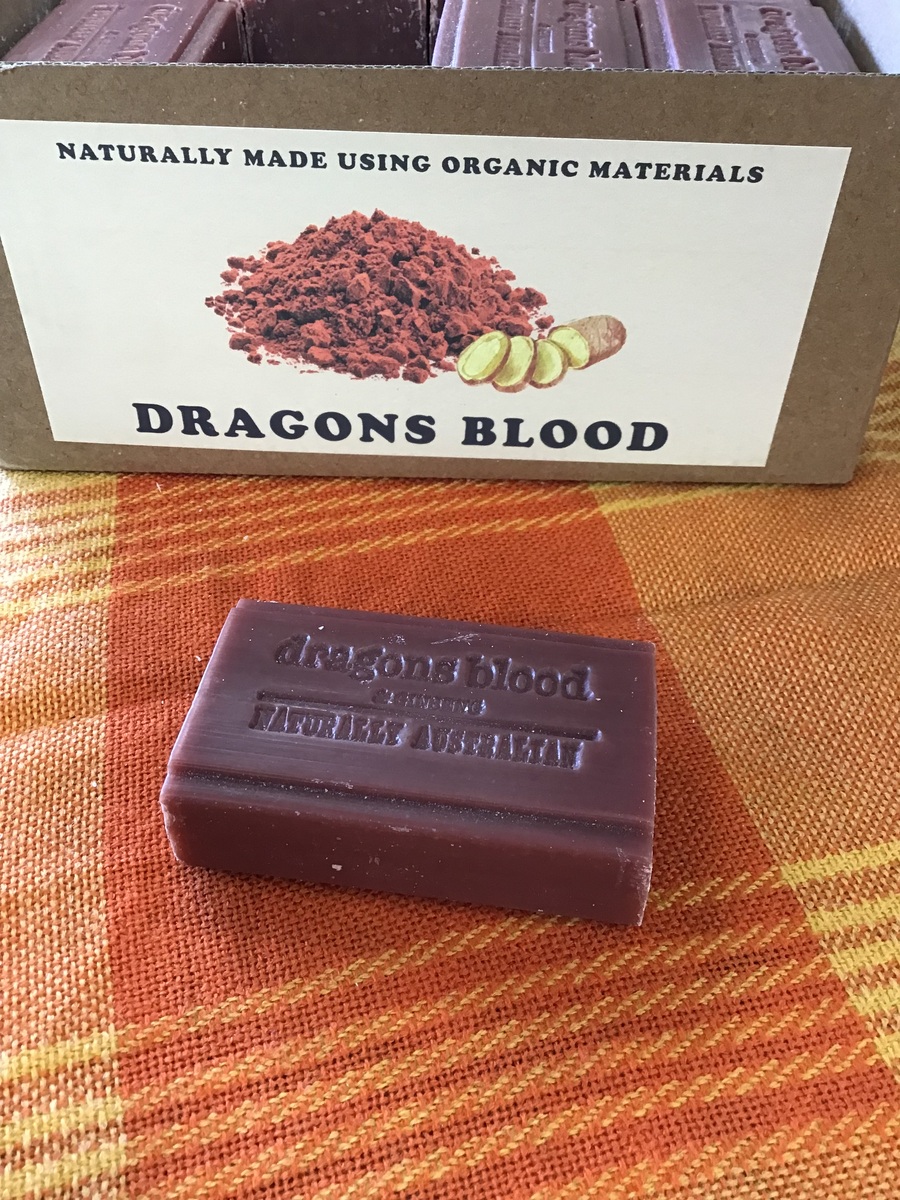 NATURALLY MADE USING ORGANIC MATERIALS
DRAGONS BLOOD
dragons blood
NATURALLY AUSTRALIAN